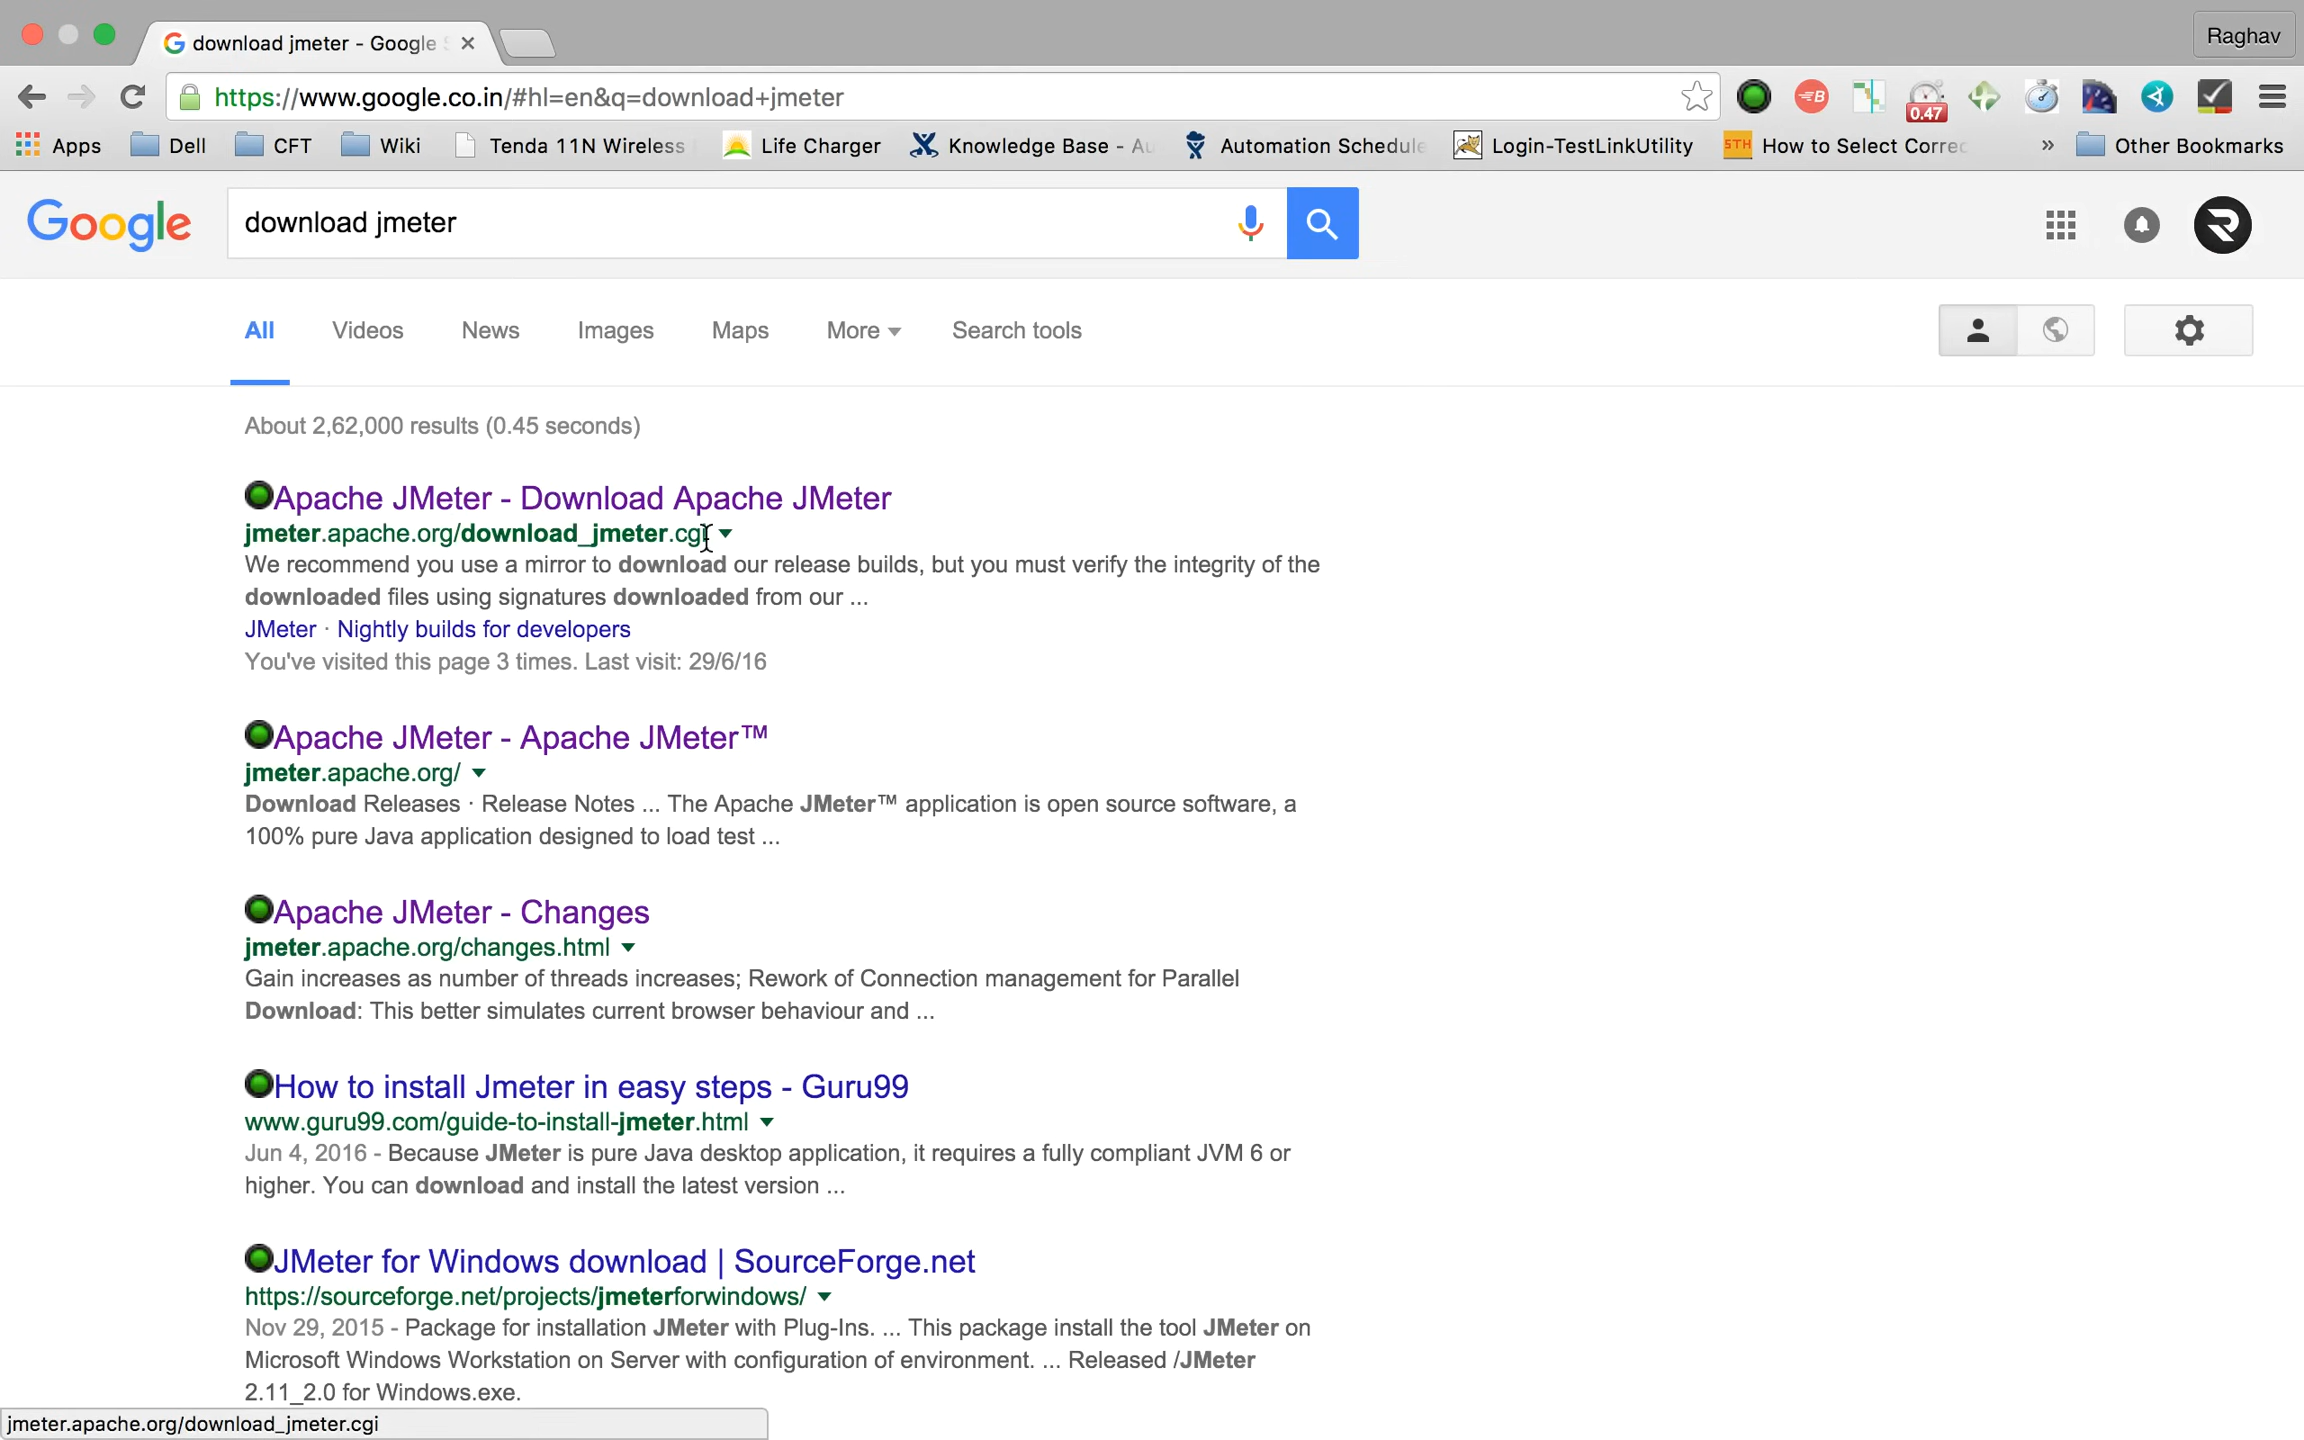 download jmeter - Google
Raghav
https://www.google.co.in/#hl=en&q=download+jmeter
0.47
Apps Dell CFT Wiki Tenda 11N Wireless Life Charger Knowledge Base - Au Automation Schedule Login-TestLinkUtility STH How to Select Correc » Other Bookmarks
Google download jmeter
All Videos News Images Maps More Search tools
About 2,62,000 results (0.45 seconds)
Apache JMeter - Download Apache JMeter
jmeter.apache.org/download_jmeter.cgi
We recommend you use a mirror to download our release builds, but you must verify the integrity of the
downloaded files using signatures downloaded from our ...
JMeter · Nightly builds for developers
You've visited this page 3 times. Last visit: 29/6/16
Apache JMeter - Apache JMeter™
jmeter.apache.org/
Download Releases · Release Notes ... The Apache JMeter™ application is open source software, a
100% pure Java application designed to load test ...
Apache JMeter - Changes
jmeter.apache.org/changes.html
Gain increases as number of threads increases; Rework of Connection management for Parallel
Download: This better simulates current browser behaviour and ...
How to install Jmeter in easy steps - Guru99
www.guru99.com/guide-to-install-jmeter.html
Jun 4, 2016 - Because JMeter is pure Java desktop application, it requires a fully compliant JVM 6 or
higher. You can download and install the latest version ...
JMeter for Windows download | SourceForge.net
https://sourceforge.net/projects/jmeterforwindows/
Nov 29, 2015 - Package for installation JMeter with Plug-Ins. ... This package install the tool JMeter on
Microsoft Windows Workstation on Server with configuration of environment. ... Released /JMeter
2.11_2.0 for Windows.exe.
jmeter.apache.org/download_jmeter.cgi